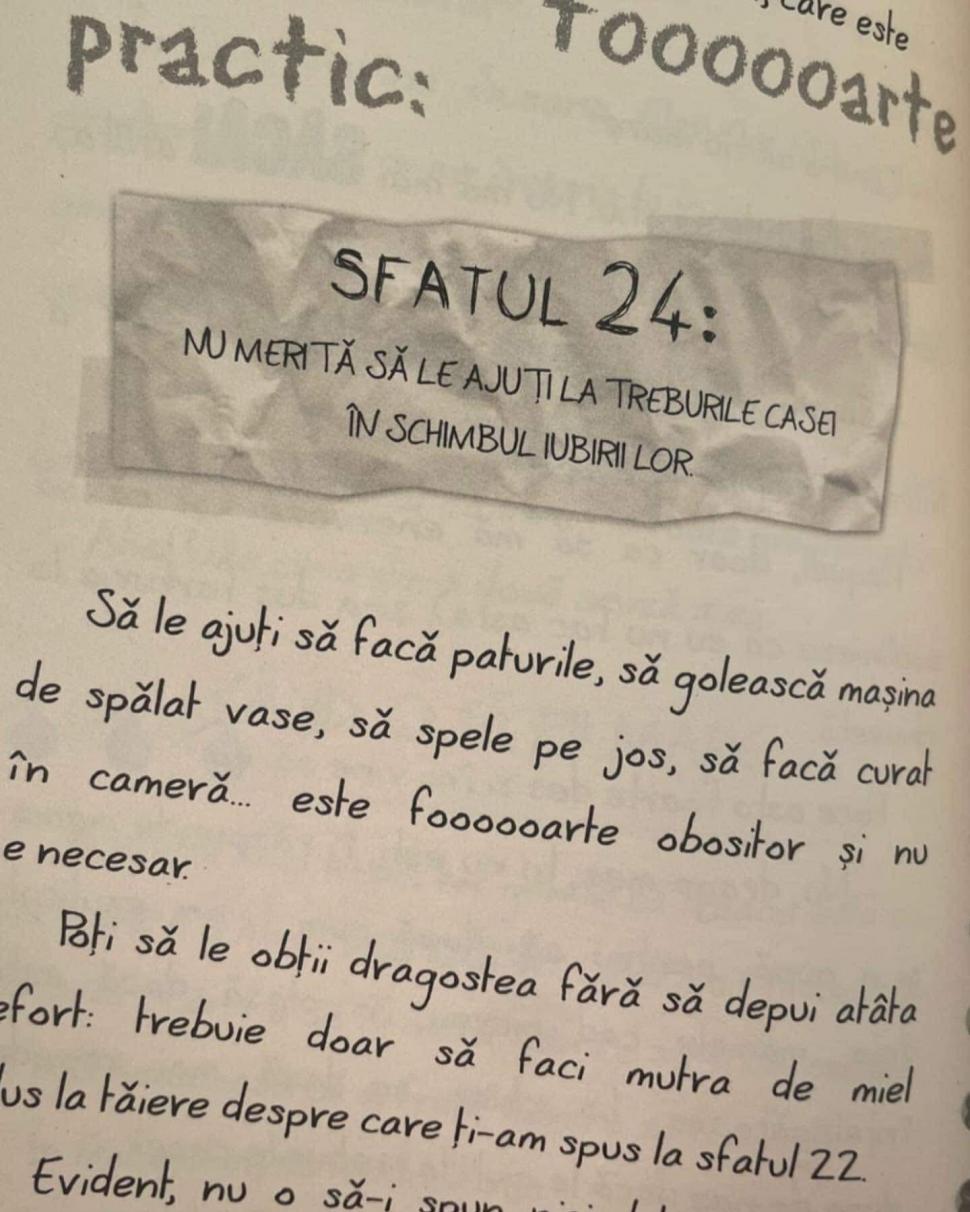 care este
practic: foooooarte
SFATUL 24:
NU MERITĂ SĂ LE AJUȚI LA TREBURILE CASEI
ÎN SCHIMBUL IUBIRII LOR.
Să le ajuți să facă paturile, să golească mașina
de spălat vase, să spele pe jos, să facă curat
în cameră... este foooooarte obositor și nu
e necesar.
Poți să le obții dragostea fără să depui atâta
efort: trebuie doar să faci mutra de miel
dus la tăiere despre care ți-am spus la sfatul 22.
Evident, nu o să-i spun